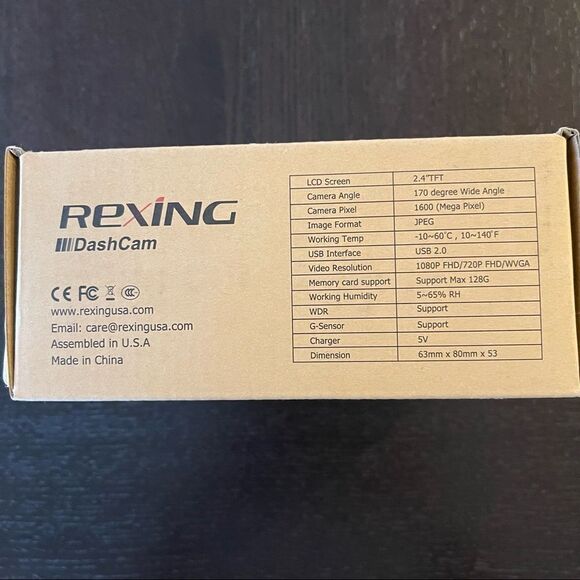 REXING
DashCam
CE FC CCC
www.rexingusa.com
Email: care@rexingusa.com
Assembled in U.S.A
Made in China
LCD Screen 2.4"TFT
Camera Angle 170 degree Wide Angle
Camera Pixel 1600 (Mega Pixel)
Image Format JPEG
Working Temp -10~60℃ , 10~140°F
USB Interface USB 2.0
Video Resolution 1080P FHD/720P FHD/WVGA
Memory card support Support Max 128G
Working Humidity 5~65% RH
WDR Support
G-Sensor Support
Charger 5V
Dimension 63mm x 80mm x 53